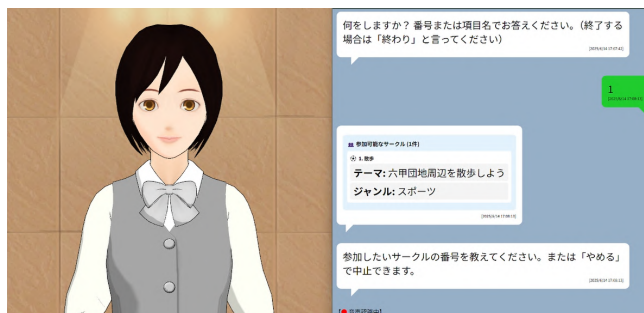 何をしますか？ 番号または項目名でお答えください。（終了する
場合は「終わり」と言ってください）
1
参加可能なサークル (1件)
1. 散歩
テーマ: 六甲団地周辺を散歩しよう
ジャンル: スポーツ
参加したいサークルの番号を教えてください。または「やめる」
で中止できます。